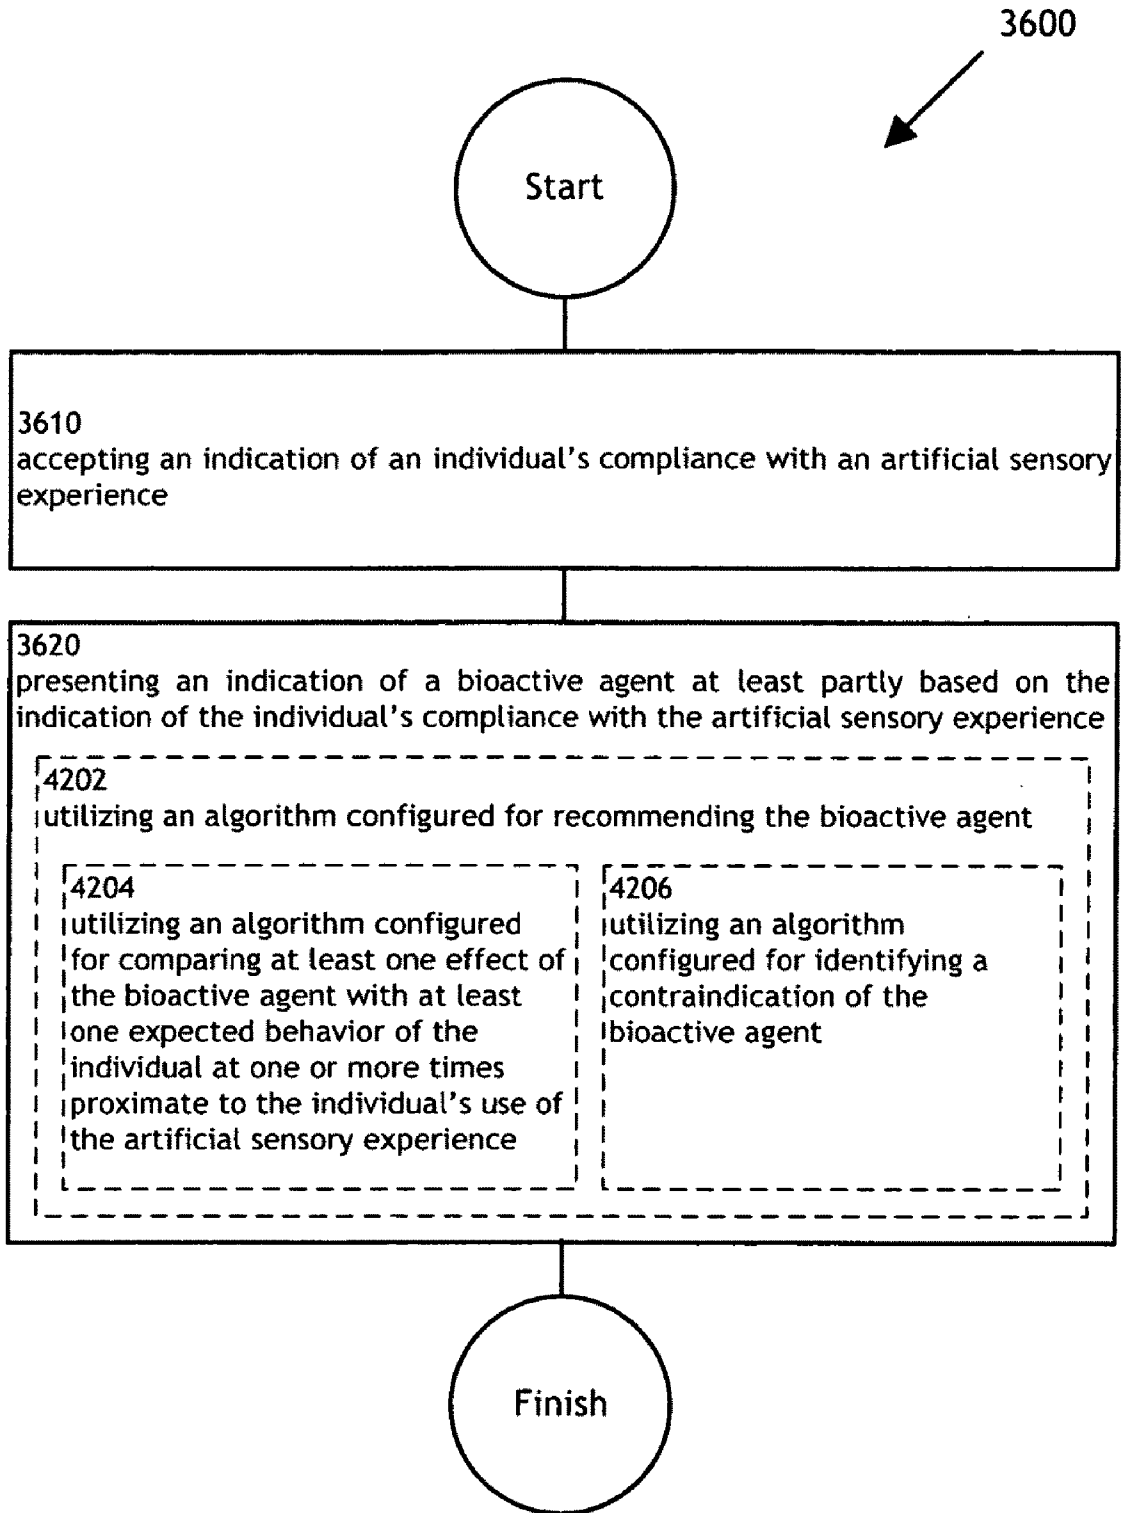 3600
Start
3610
accepting an indication of an individual's compliance with an artificial sensory
experience
3620
presenting an indication of a bioactive agent at least partly based on the
indication of the individual's compliance with the artificial sensory experience
4202
utilizing an algorithm configured for recommending the bioactive agent
4204
utilizing an algorithm configured
for comparing at least one effect of
the bioactive agent with at least
one expected behavior of the
individual at one or more times
proximate to the individual's use of
the artificial sensory experience
4206
utilizing an algorithm
configured for identifying a
contraindication of the
bioactive agent
Finish